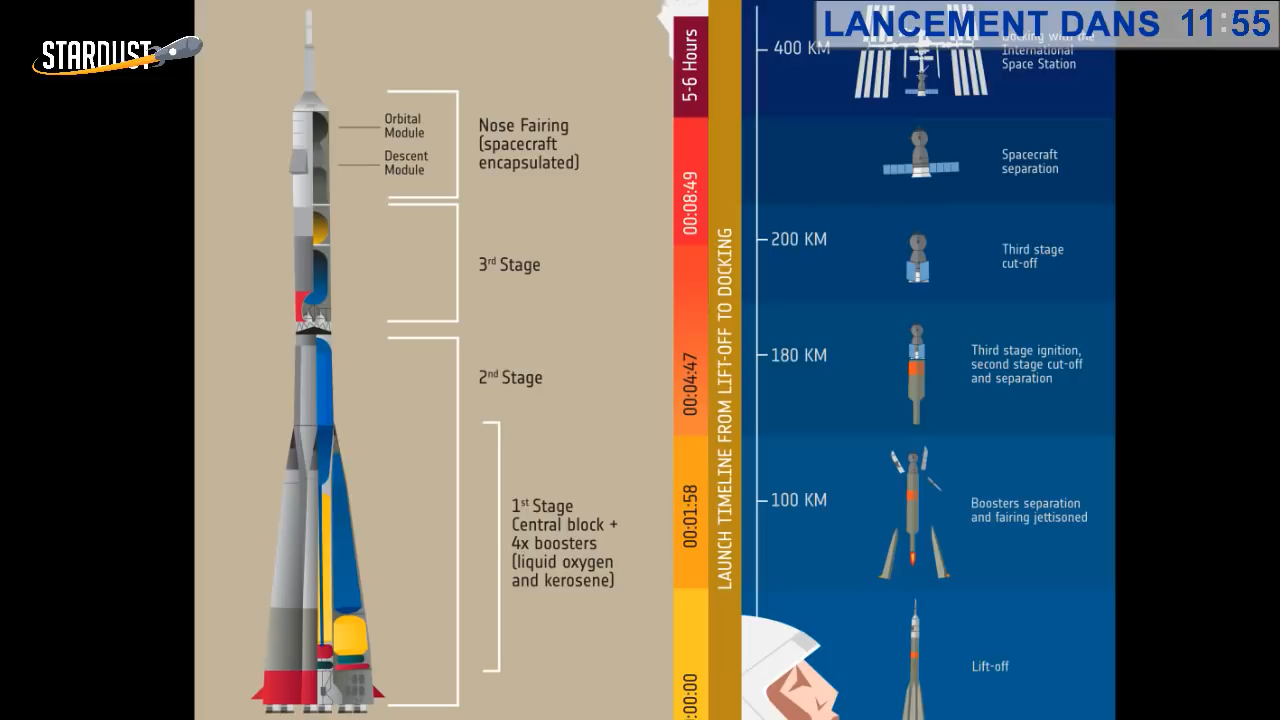 STARDUST
LANCEMENT DANS 11:55
Orbital
Module
Descent
Module
Nose Fairing
(spacecraft
encapsulated)
3rd Stage
2nd Stage
1st Stage
Central block +
4x boosters
(liquid oxygen
and kerosene)
5-6 Hours
00:08:49
00:04:47
00:01:58
:00:00
LAUNCH TIMELINE FROM LIFT-OFF TO DOCKING
400 KM
200 KM
180 KM
100 KM
Docking with the
International
Space Station
Spacecraft
separation
Third stage
cut-off
Third stage ignition,
second stage cut-off
and separation
Boosters separation
and fairing jettisoned
Lift-off